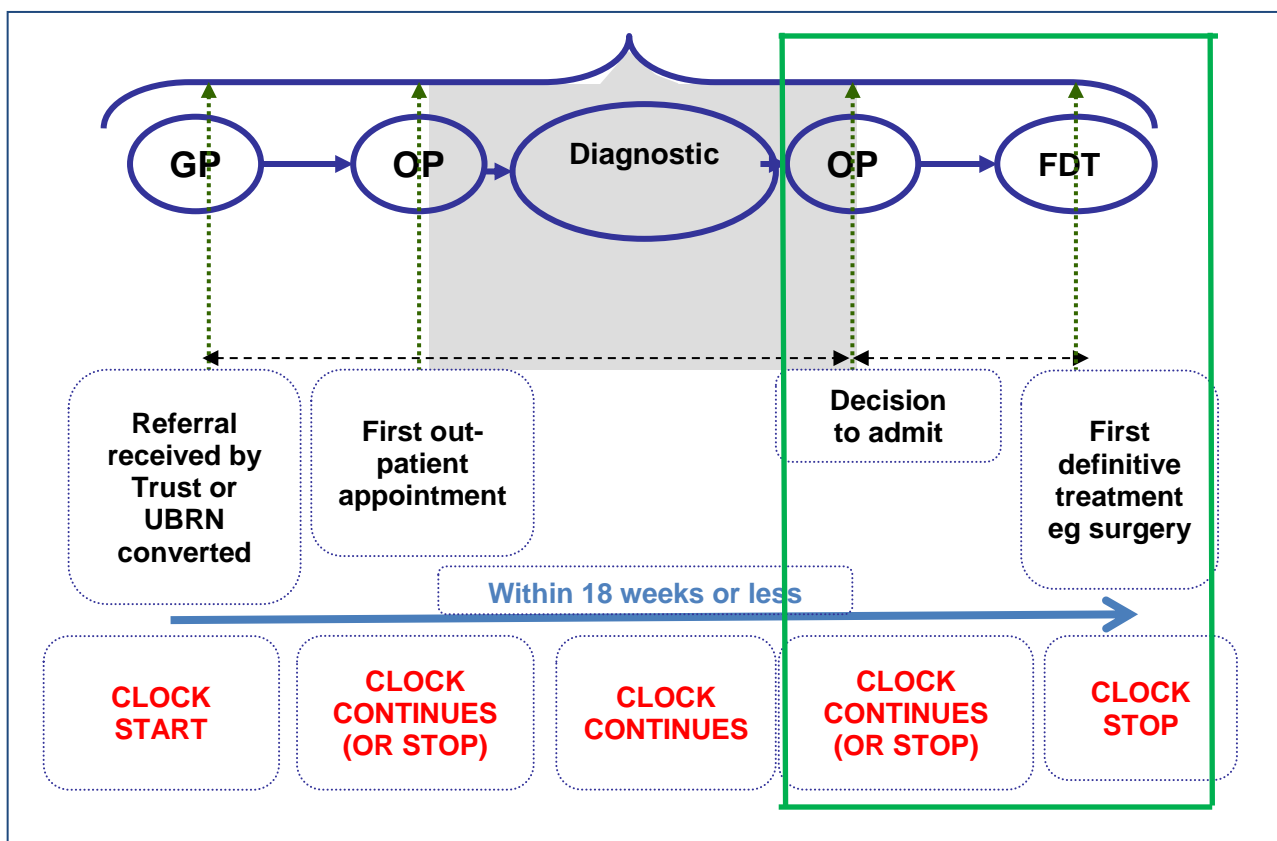 GP
OP
Diagnostic
OP
FDT
Referral
received by
Trust or
UBRN
converted
First out-
patient
appointment
Decision
to admit
First
definitive
treatment
eg surgery
Within 18 weeks or less
CLOCK
START
CLOCK
CONTINUES
(OR STOP)
CLOCK
CONTINUES
CLOCK
CONTINUES
(OR STOP)
CLOCK
STOP